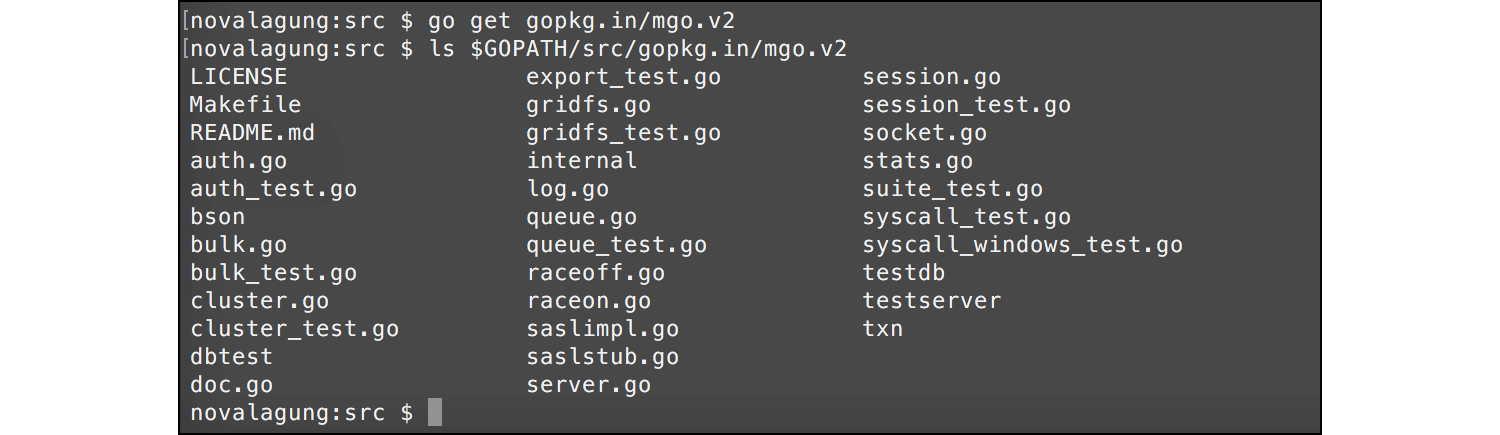 [novalagung:src $ go get gopkg.in/mgo.v2
[novalagung:src $ ls $GOPATH/src/gopkg.in/mgo.v2
LICENSE export_test.go session.go
Makefile gridfs.go session_test.go
README.md gridfs_test.go socket.go
auth.go internal stats.go
auth_test.go log.go suite_test.go
bson queue.go syscall_test.go
bulk.go queue_test.go syscall_windows_test.go
bulk_test.go raceoff.go testdb
cluster.go raceon.go testserver
cluster_test.go saslimpl.go txn
dbtest saslstub.go
doc.go server.go
novalagung:src $